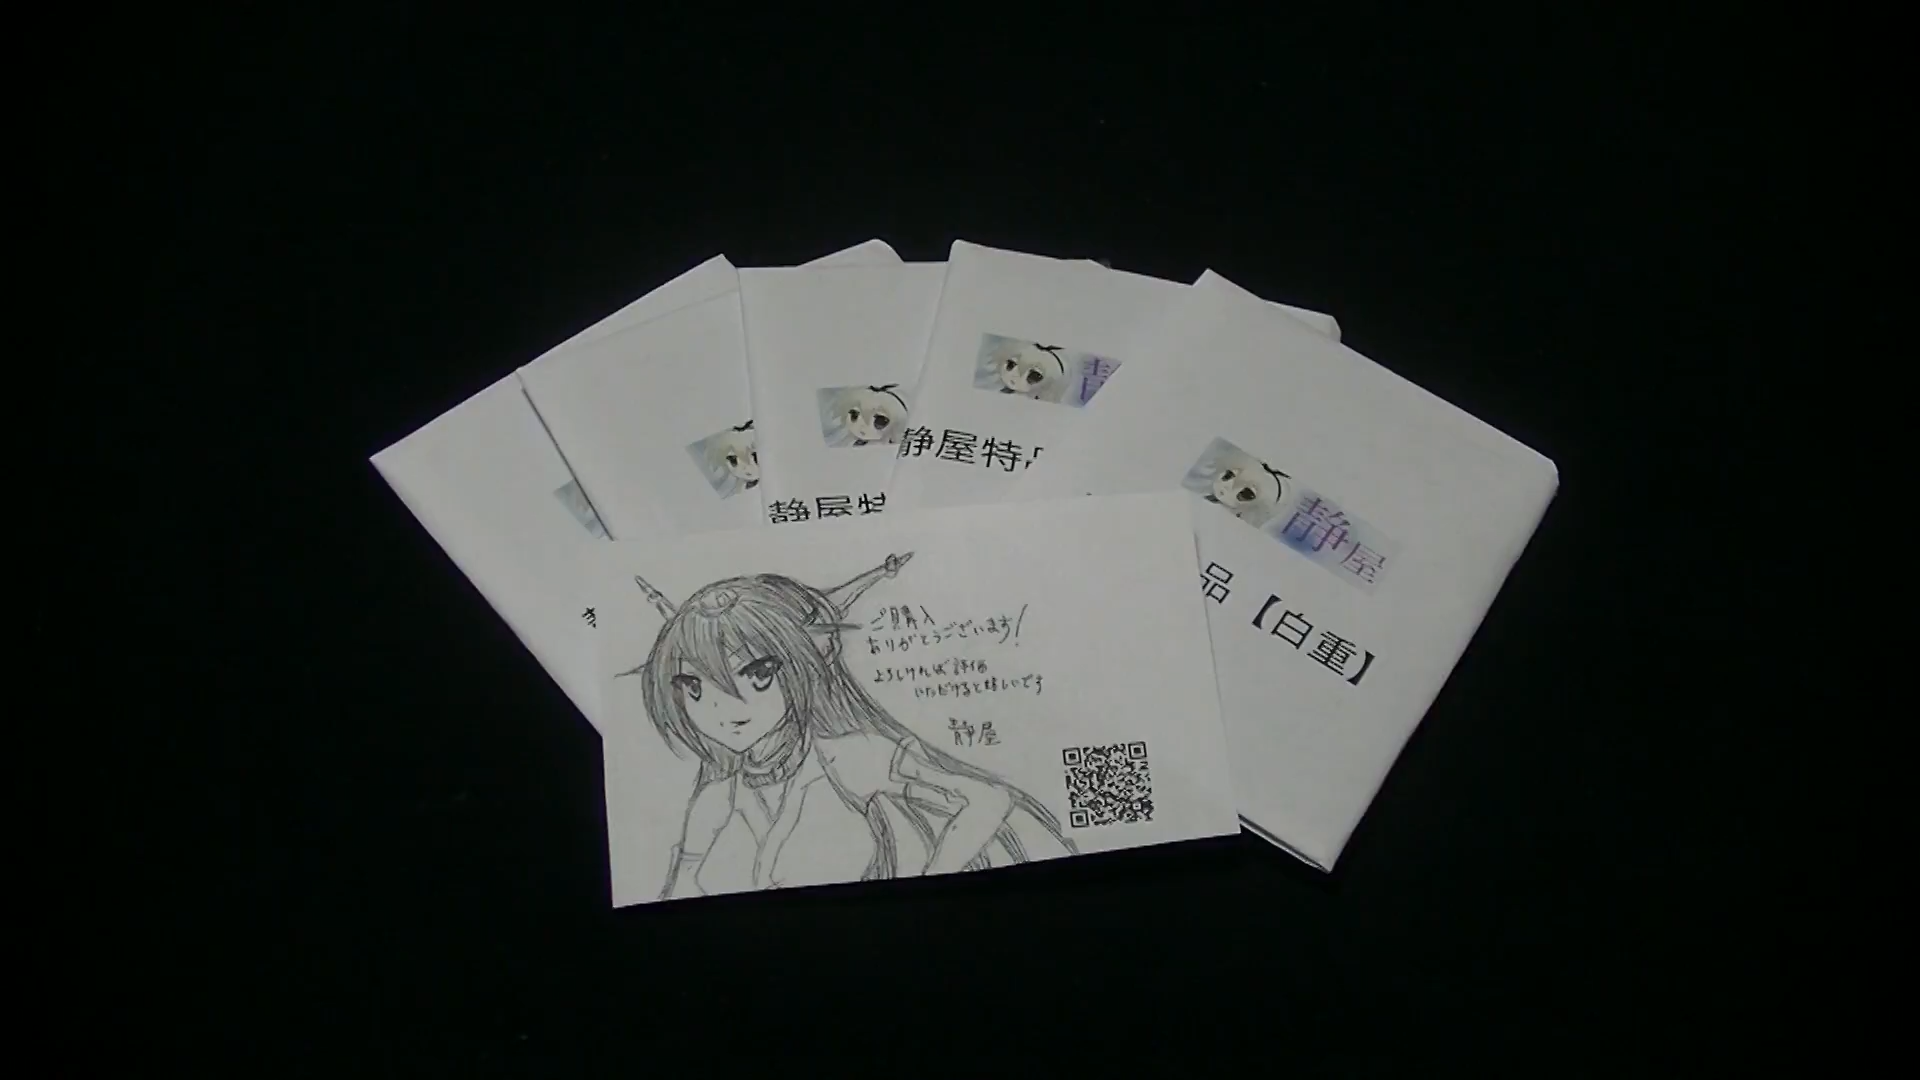 静屋特
静屋特
静屋
品【白重】
ご購入
ありがとうございます!
よろしければ評価
いただけると嬉しいです
静屋